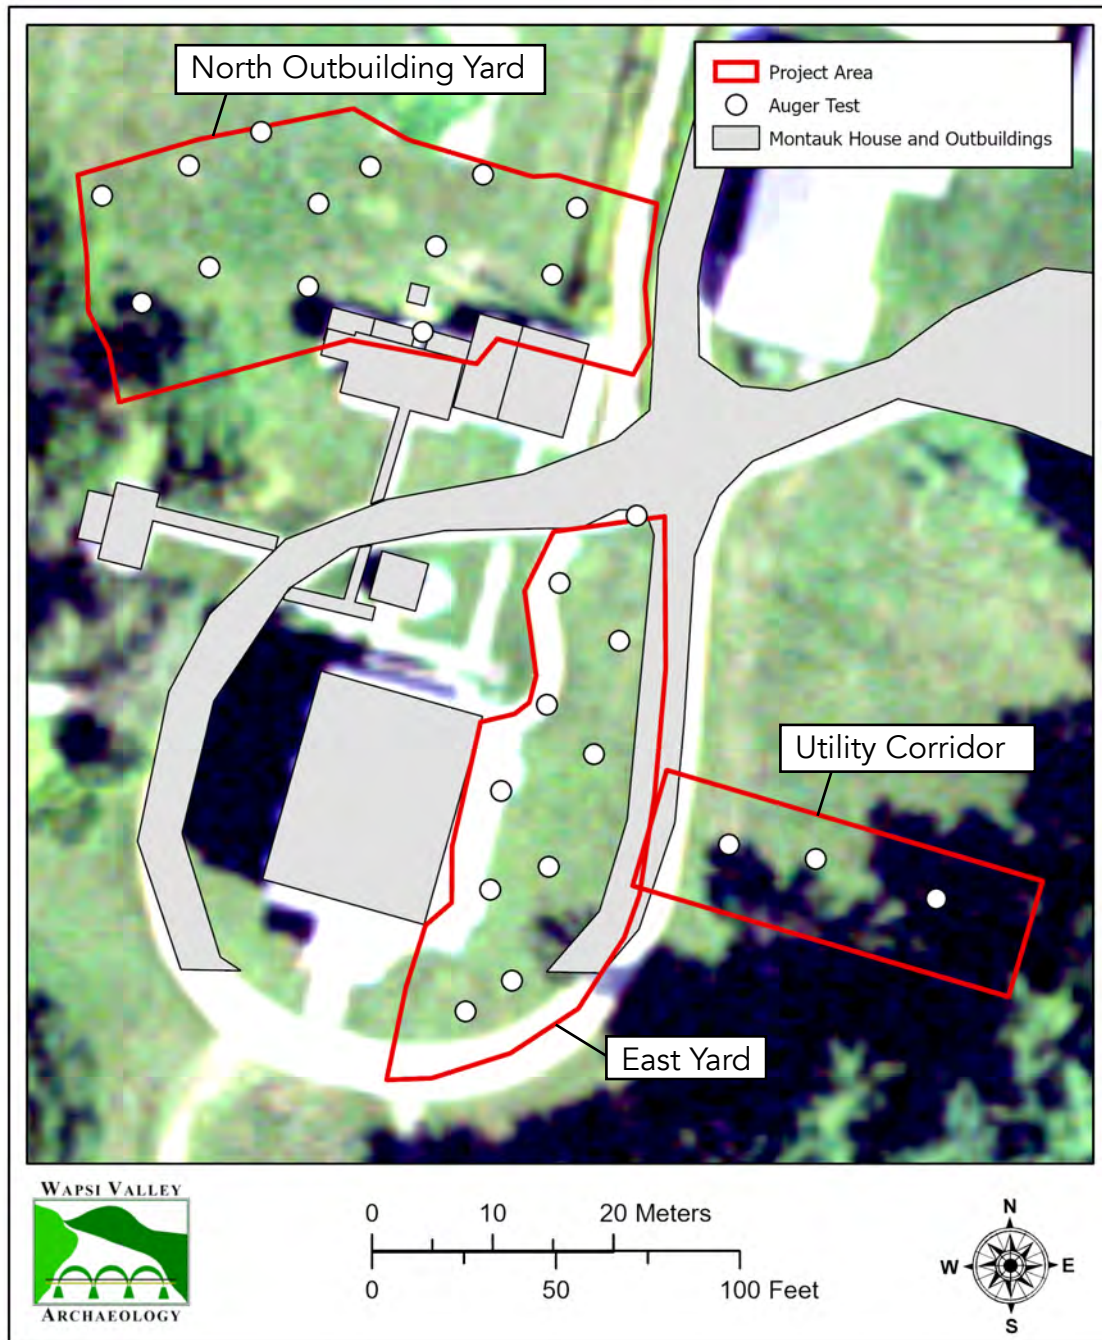 North Outbuilding Yard
Project Area
Auger Test
Montauk House and Outbuildings
Utility Corridor
East Yard
WAPSI VALLEY
ARCHAEOLOGY
0 10 20 Meters
0 50 100 Feet
N
W E
S